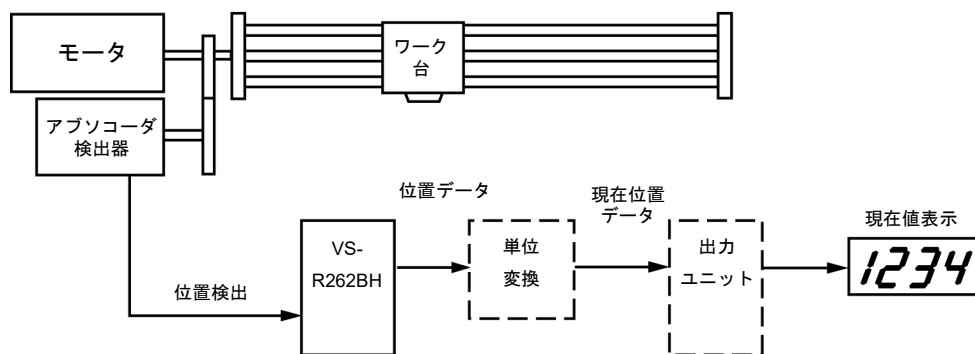 モータ
ワーク
台
アブソコーダ
検出器
位置データ
現在位置
データ
現在値表示
VS-
R262BH
単位
変換
出力
ユニット
1234
位置検出